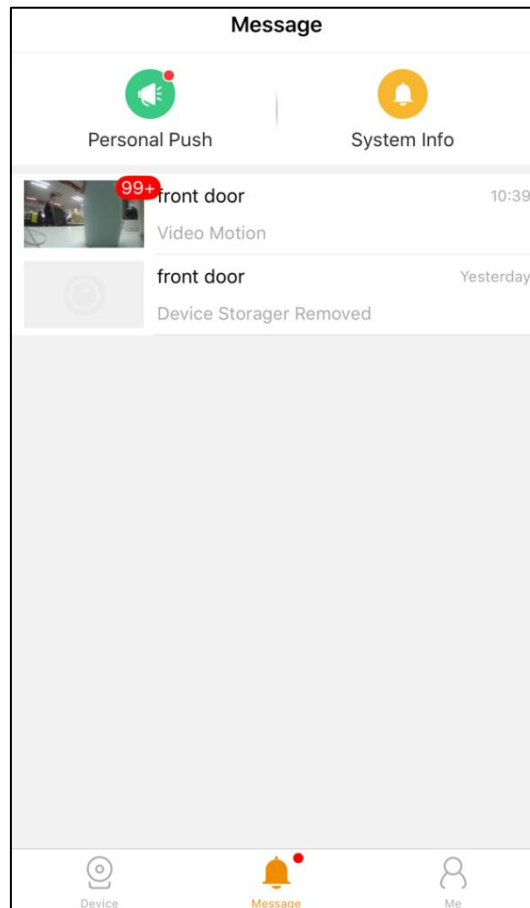 Message
Personal Push
System Info
99+
front door
10:39
Video Motion
front door
Yesterday
Device Storager Removed
Device
Message
Me